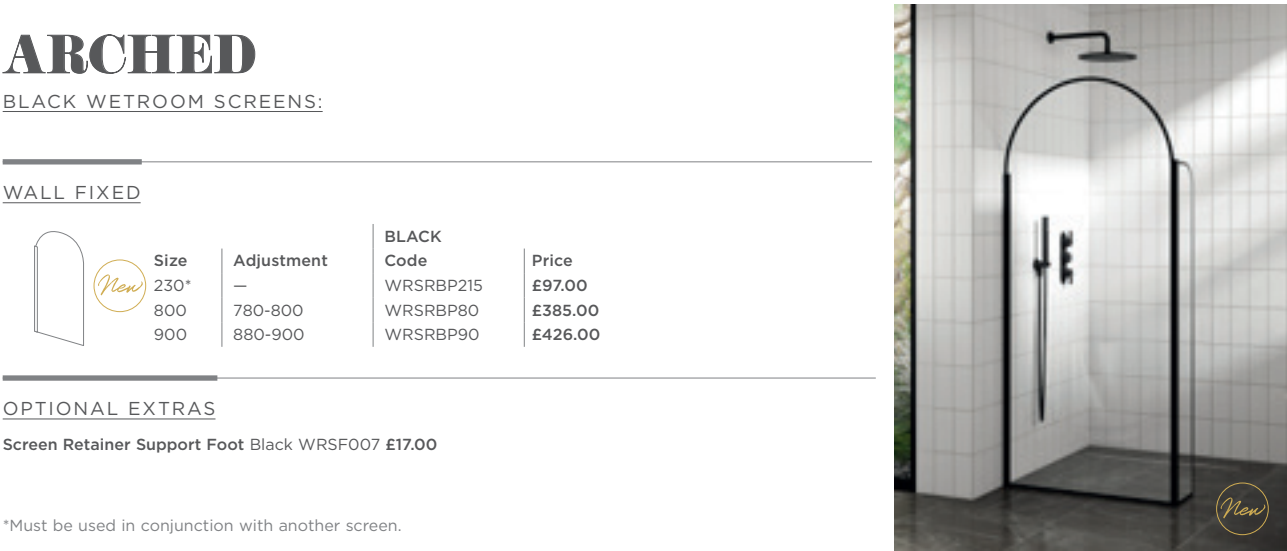 ARCHED
BLACK WETROOM SCREENS:
WALL FIXED
BLACK
Size Adjustment Code Price
New
230* — WRSRBP215 £97.00
800 780-800 WRSRBP80 £385.00
900 880-900 WRSRBP90 £426.00
OPTIONAL EXTRAS
Screen Retainer Support Foot Black WRSF007 £17.00
*Must be used in conjunction with another screen.
New